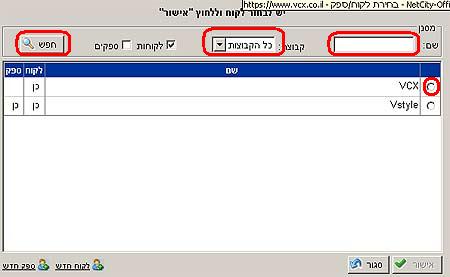 https://www.vcx.co.il - בחירת לקוח/ספק - NetCity-Offi
יש לבחור לקוח וללחוץ "אישור"
מסנן
שם: קבוצה: כל הקבוצות לקוחות ספקים חפש
שם לקוח ספק
VCX כן
Vstyle כן כן
אישור סגור לקוח חדש ספק חדש